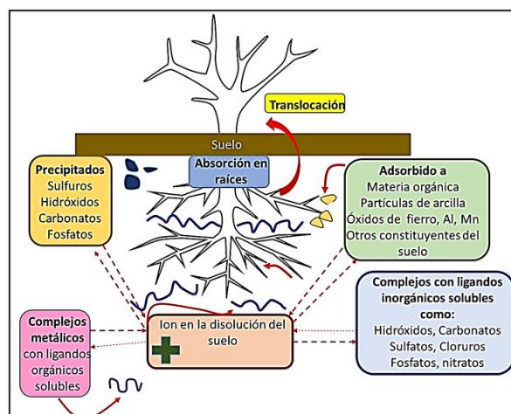 Translocación
Suelo
Absorción en
raíces
Precipitados
Sulfuros
Hidróxidos
Carbonatos
Fosfatos
Adsorbido a
Materia orgánica
Partículas de arcilla
Óxidos de fierro, Al, Mn
Otros constituyentes del
suelo
Complejos con ligandos
inorgánicos solubles
como:
Hidróxidos, Carbonatos
Sulfatos, Cloruros
Fosfatos, nitratos
Ion en la disolución del
suelo
Complejos
metálicos
con ligandos
orgánicos
solubles